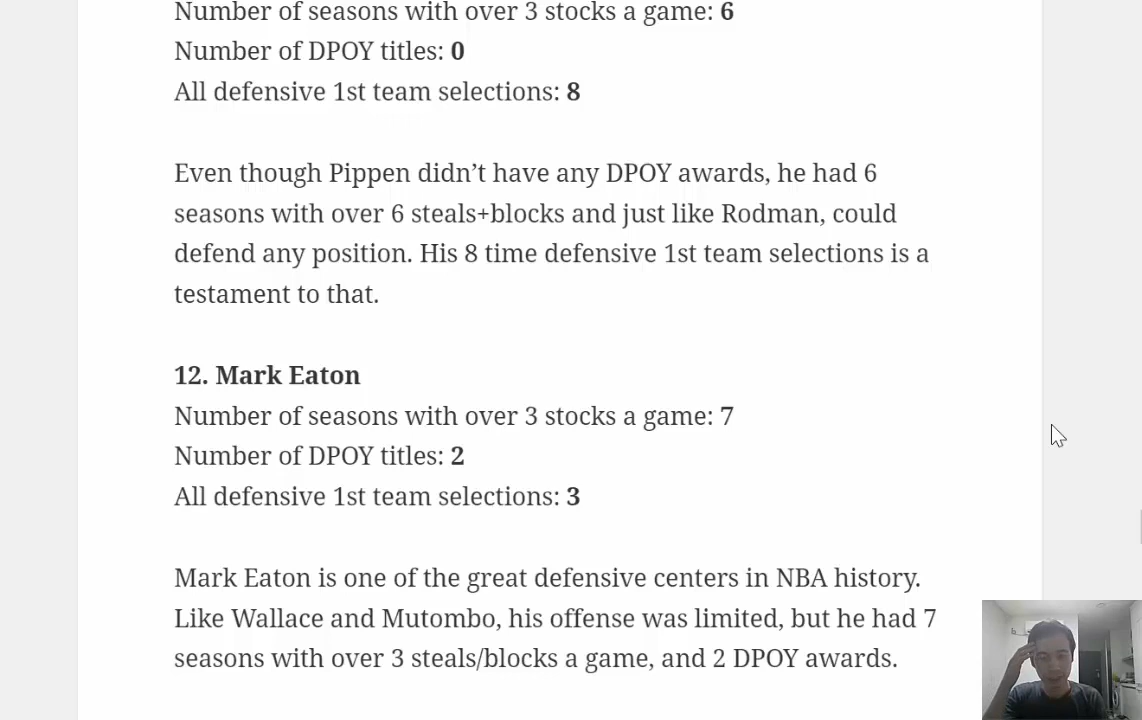 Number of seasons with over 3 stocks a game: 6
Number of DPOY titles: 0
All defensive 1st team selections: 8
Even though Pippen didn’t have any DPOY awards, he had 6
seasons with over 6 steals+blocks and just like Rodman, could
defend any position. His 8 time defensive 1st team selections is a
testament to that.
12. Mark Eaton
Number of seasons with over 3 stocks a game: 7
Number of DPOY titles: 2
All defensive 1st team selections: 3
Mark Eaton is one of the great defensive centers in NBA history.
Like Wallace and Mutombo, his offense was limited, but he had 7
seasons with over 3 steals/blocks a game, and 2 DPOY awards.